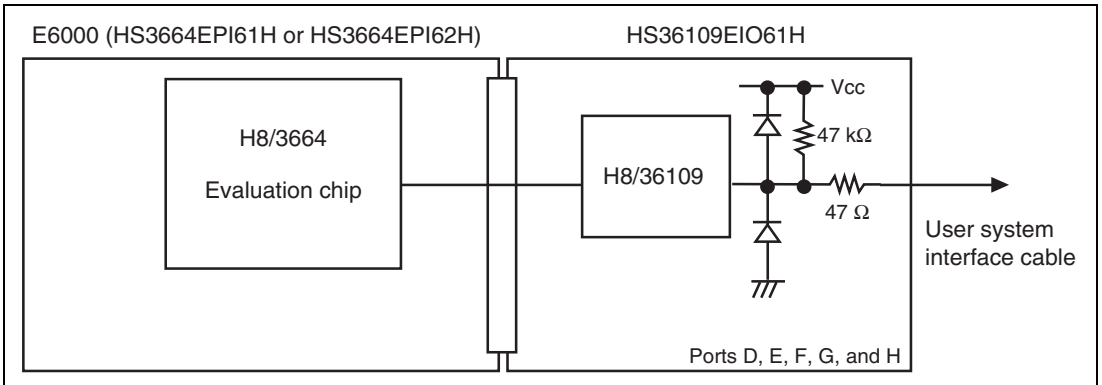 E6000 (HS3664EPI61H or HS3664EPI62H)
HS36109EIO61H
H8/3664
Evaluation chip
H8/36109
Vcc
47 kΩ
47 Ω
User system
interface cable
Ports D, E, F, G, and H